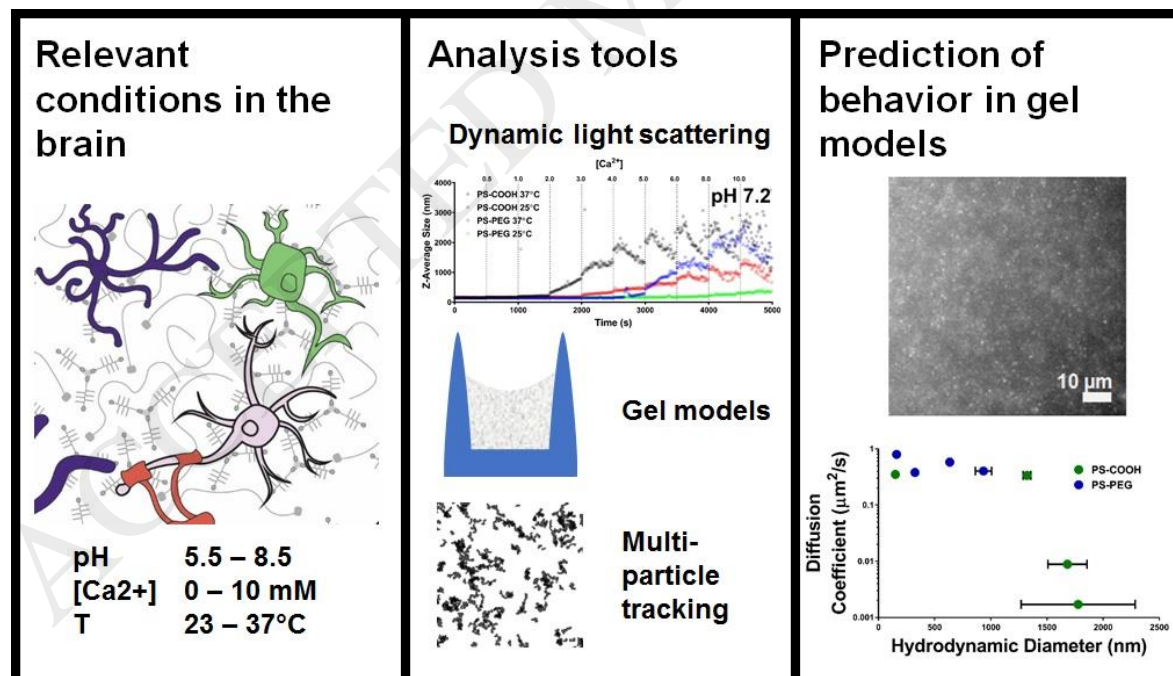 Relevant
conditions in the
brain
pH 5.5 – 8.5
[Ca2+] 0 – 10 mM
T 23 – 37°C
Analysis tools
Dynamic light scattering
[Ca²⁺]
0.5 1.0 2.0 3.0 4.0 5.0 6.0 8.0 10.0
pH 7.2
PS-COOH 37°C
PS-COOH 25°C
PS-PEG 37°C
PS-PEG 25°C
Z-Average Size (nm)
4000
3000
2000
1000
0
0 1000 2000 3000 4000 5000
Time (s)
Gel models
Multi-
particle
tracking
Prediction of
behavior in gel
models
10 µm
PS-COOH
PS-PEG
Diffusion
Coefficient (µm²/s)
1
0.1
0.01
0.001
0 500 1000 1500 2000 2500
Hydrodynamic Diameter (nm)
ACCEPTED M